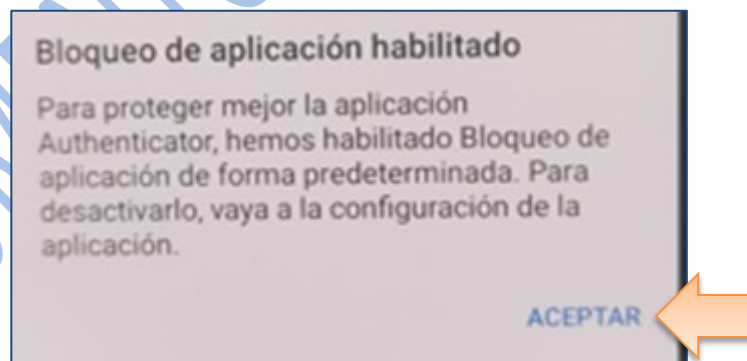 Bloqueo de aplicación habilitado
Para proteger mejor la aplicación
Authenticator, hemos habilitado Bloqueo de
aplicación de forma predeterminada. Para
desactivarlo, vaya a la configuración de la
aplicación.
ACEPTAR